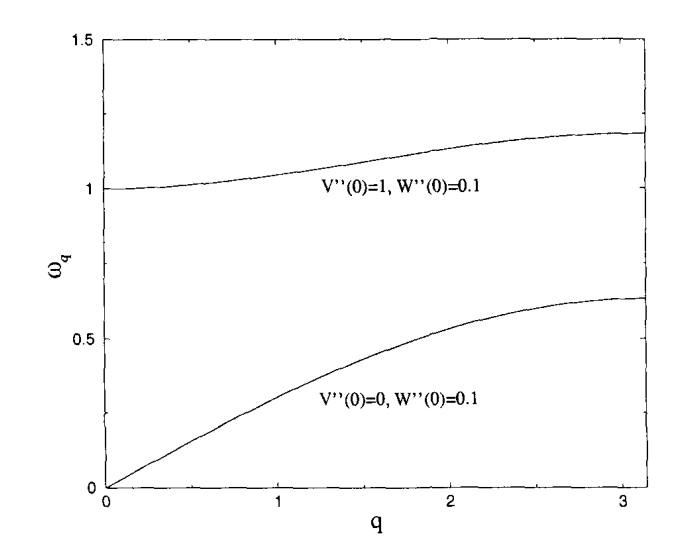 1.5
1
V''(0)=1, W''(0)=0.1
ω_q
0.5
V''(0)=0, W''(0)=0.1
0
0 1 2 3
q